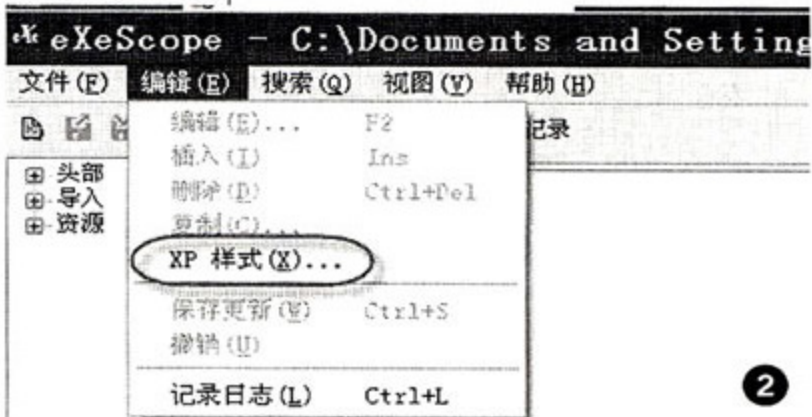 eXeScope - C:\Documents and Setting
文件(F) 编辑(E) 搜索(Q) 视图(V) 帮助(H)
记录
头部
导入
资源
编辑(E)... F2
插入(I) Ins
删除(D) Ctrl+Del
复制(C)...
XP 样式(X)...
保存更新(W) Ctrl+S
撤销(U)
记录日志(L) Ctrl+L
2